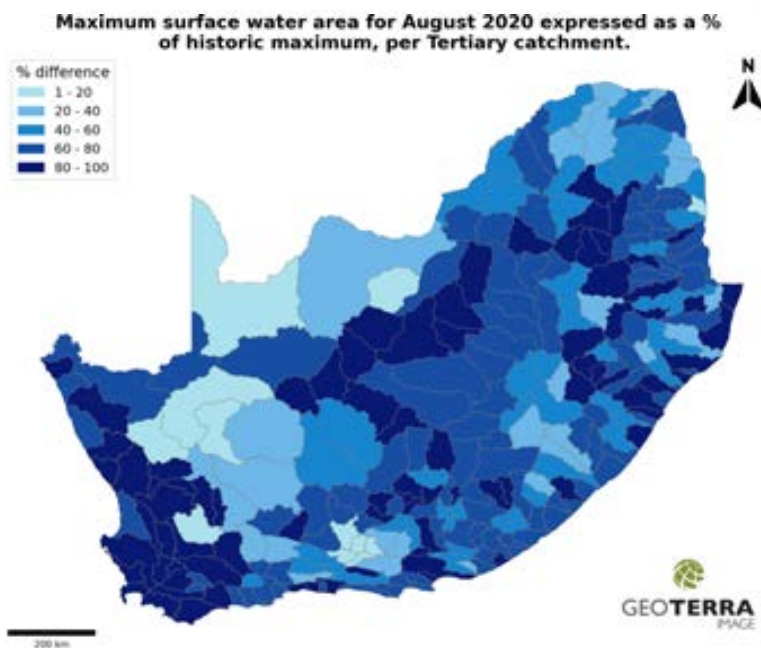 Maximum surface water area for August 2020 expressed as a %
of historic maximum, per Tertiary catchment.
% difference
1 - 20
20 - 40
40 - 60
60 - 80
80 - 100
N
GEOTERRA
IMAGE
200 km